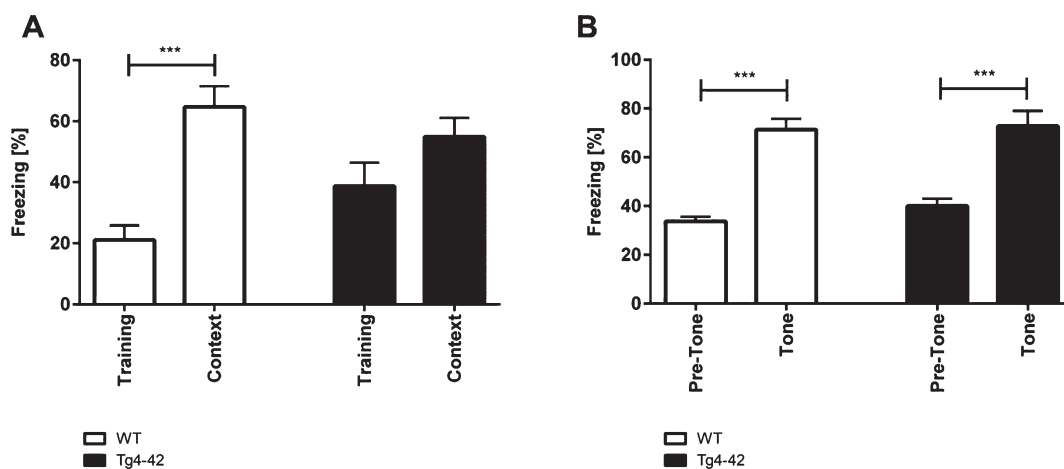 A
***
80
60
40
20
0
Freezing [%]
Training
Context
Training
Context
WT
Tg4-42
B
***
***
100
80
60
40
20
0
Freezing [%]
Pre-Tone
Tone
Pre-Tone
Tone
WT
Tg4-42